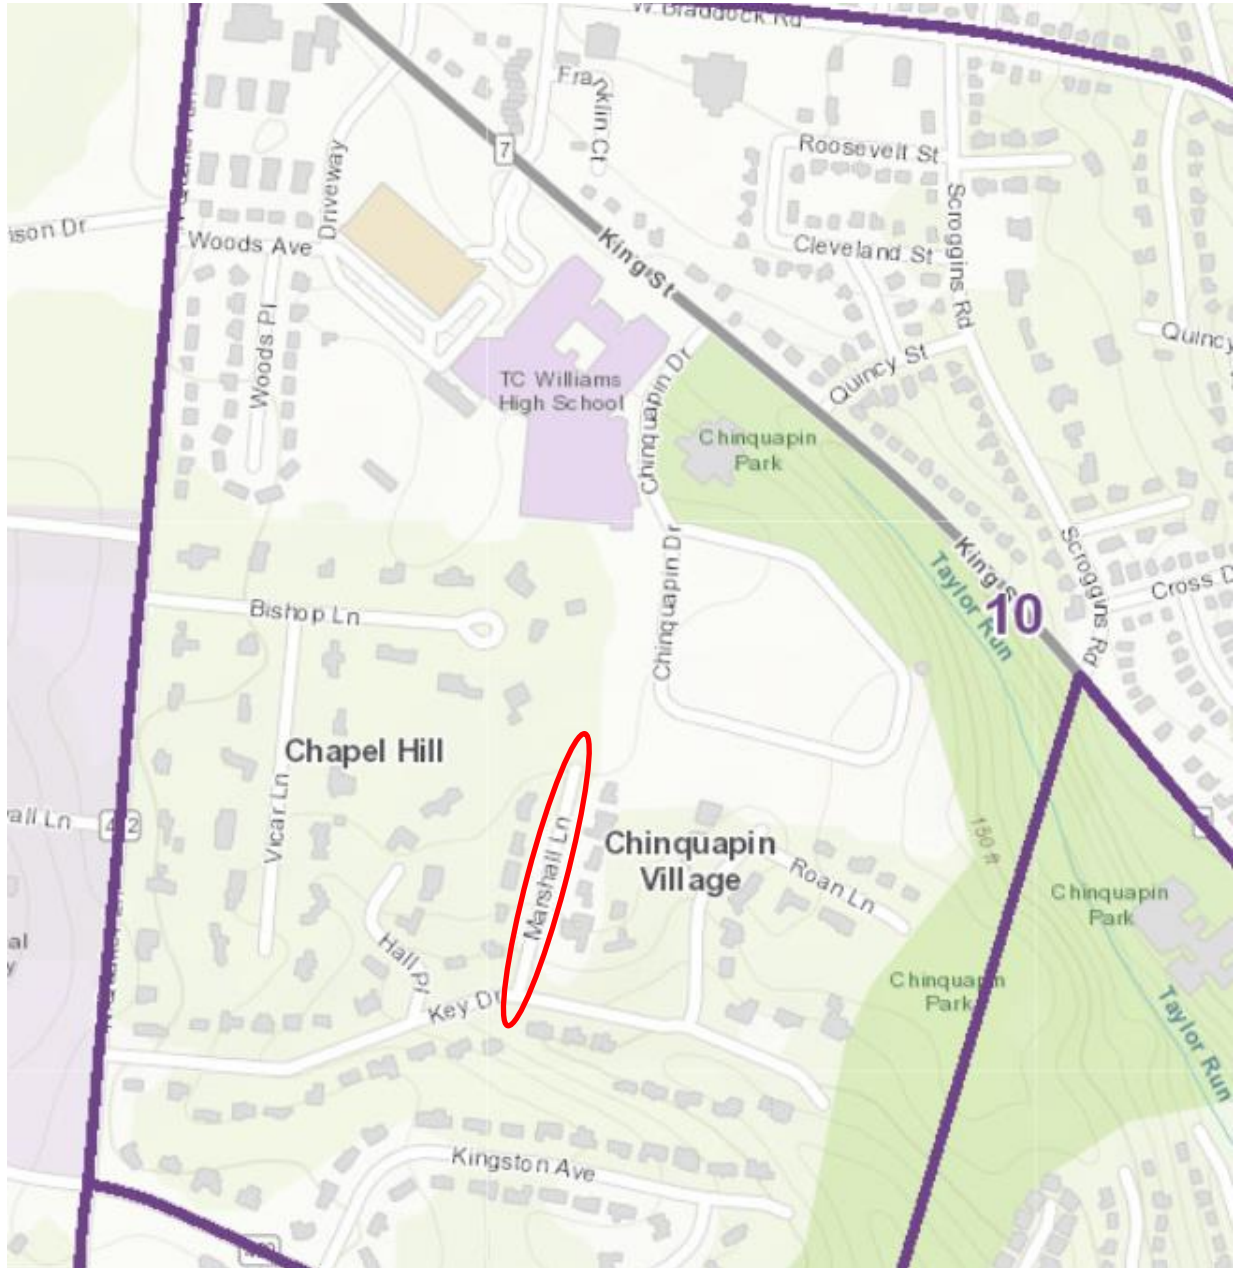 W Braddock Rd
Franklin Ct
7
Roosevelt St
Driveway
Scroggins Rd
ison Dr
Woods Ave
King St
Cleveland St
Woods Pl
Quincy
Quincy St
TC Williams
High School
Chinquapin Dr
Chinquapin
Park
King S
Scroggins Rd
Taylor Run
Cross D
Chinquapin Dr
Bishop Ln
10
Chapel Hill
Vicar Ln
all Ln
Marshall Ln
Chinquapin
Village
150 ft
Roan Ln
Chinquapin
Park
al
y
Hall Pl
Chinquapin
Park
Key Dr
Taylor Run
Kingston Ave